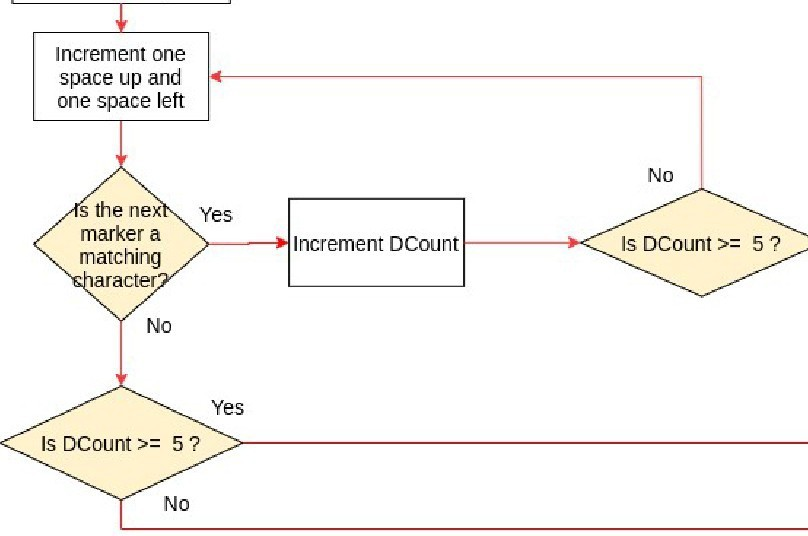 Increment one
space up and
one space left
No
Is the next
marker a
matching
character?
Yes
Increment DCount
Is DCount >=  5 ?
No
Yes
Is DCount >=  5 ?
No